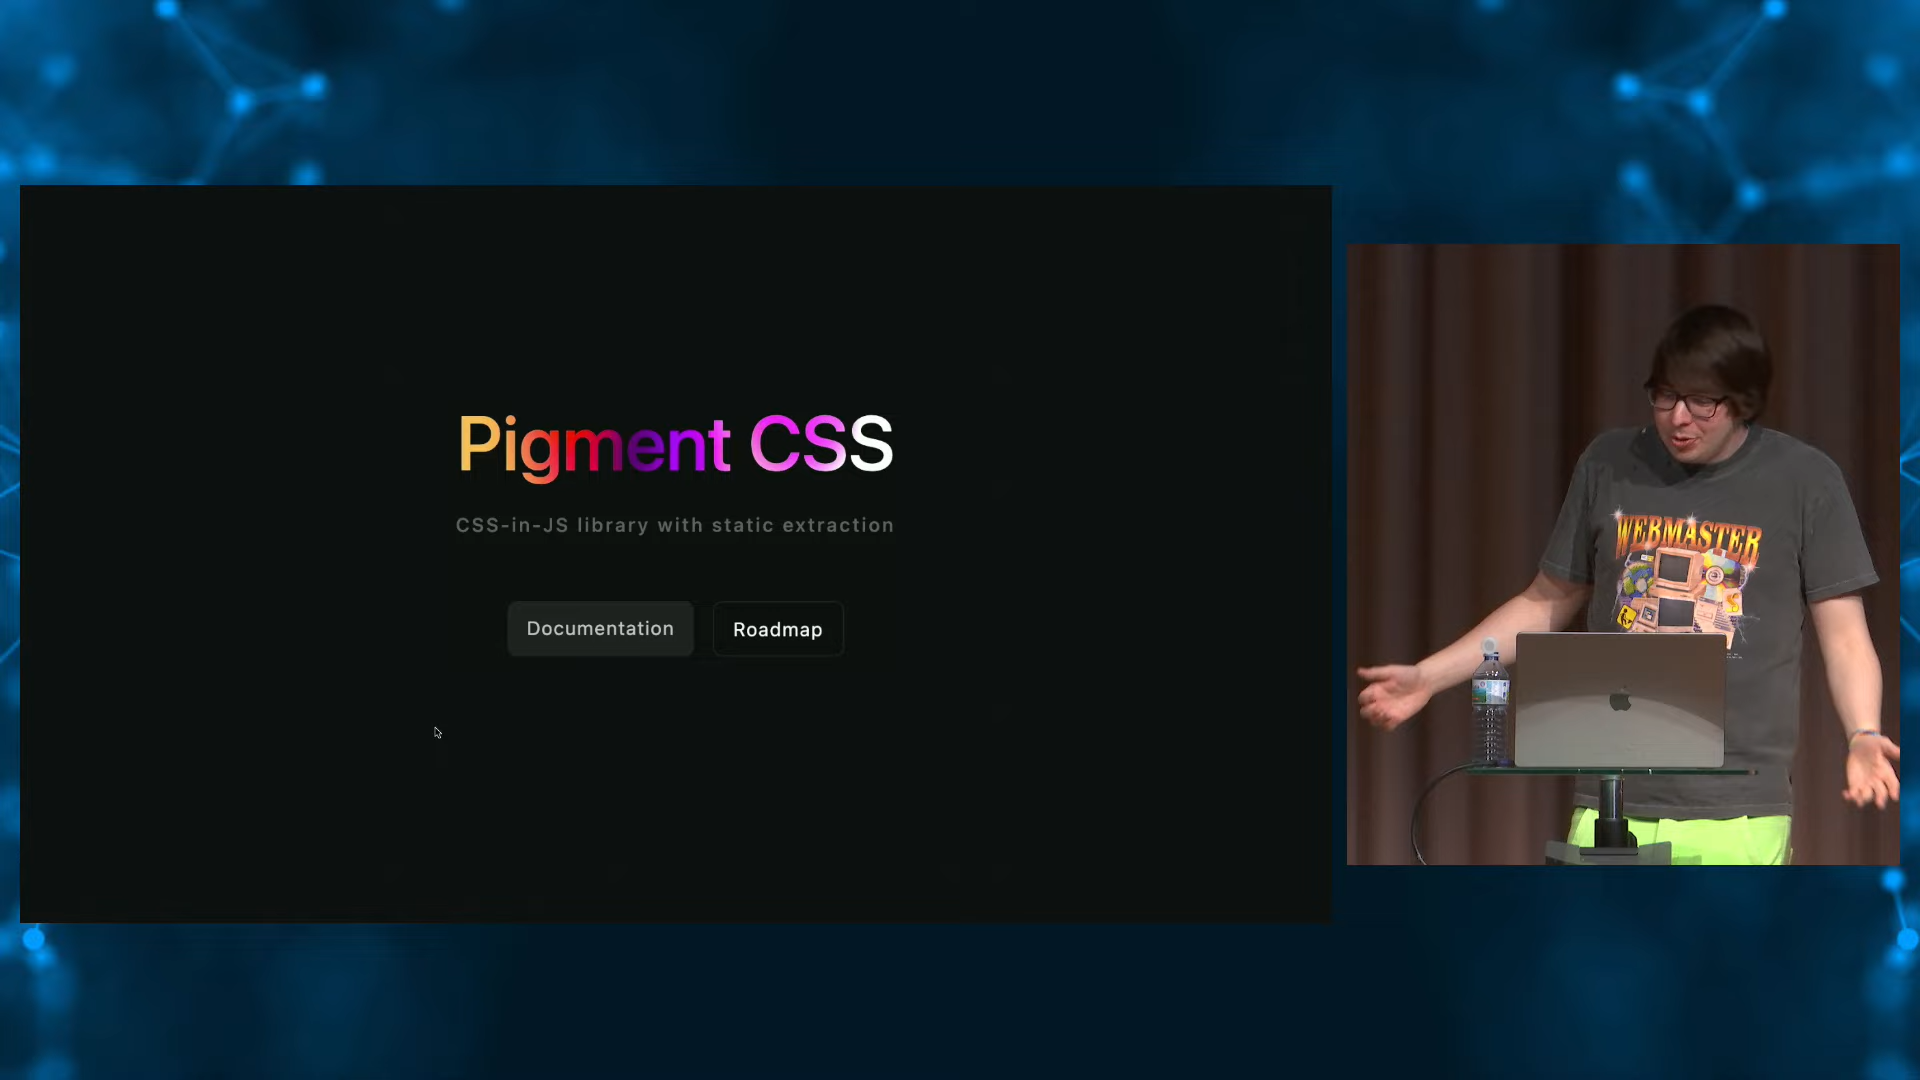 Pigment CSS
CSS-in-JS library with static extraction
Documentation
Roadmap
WEBMASTER